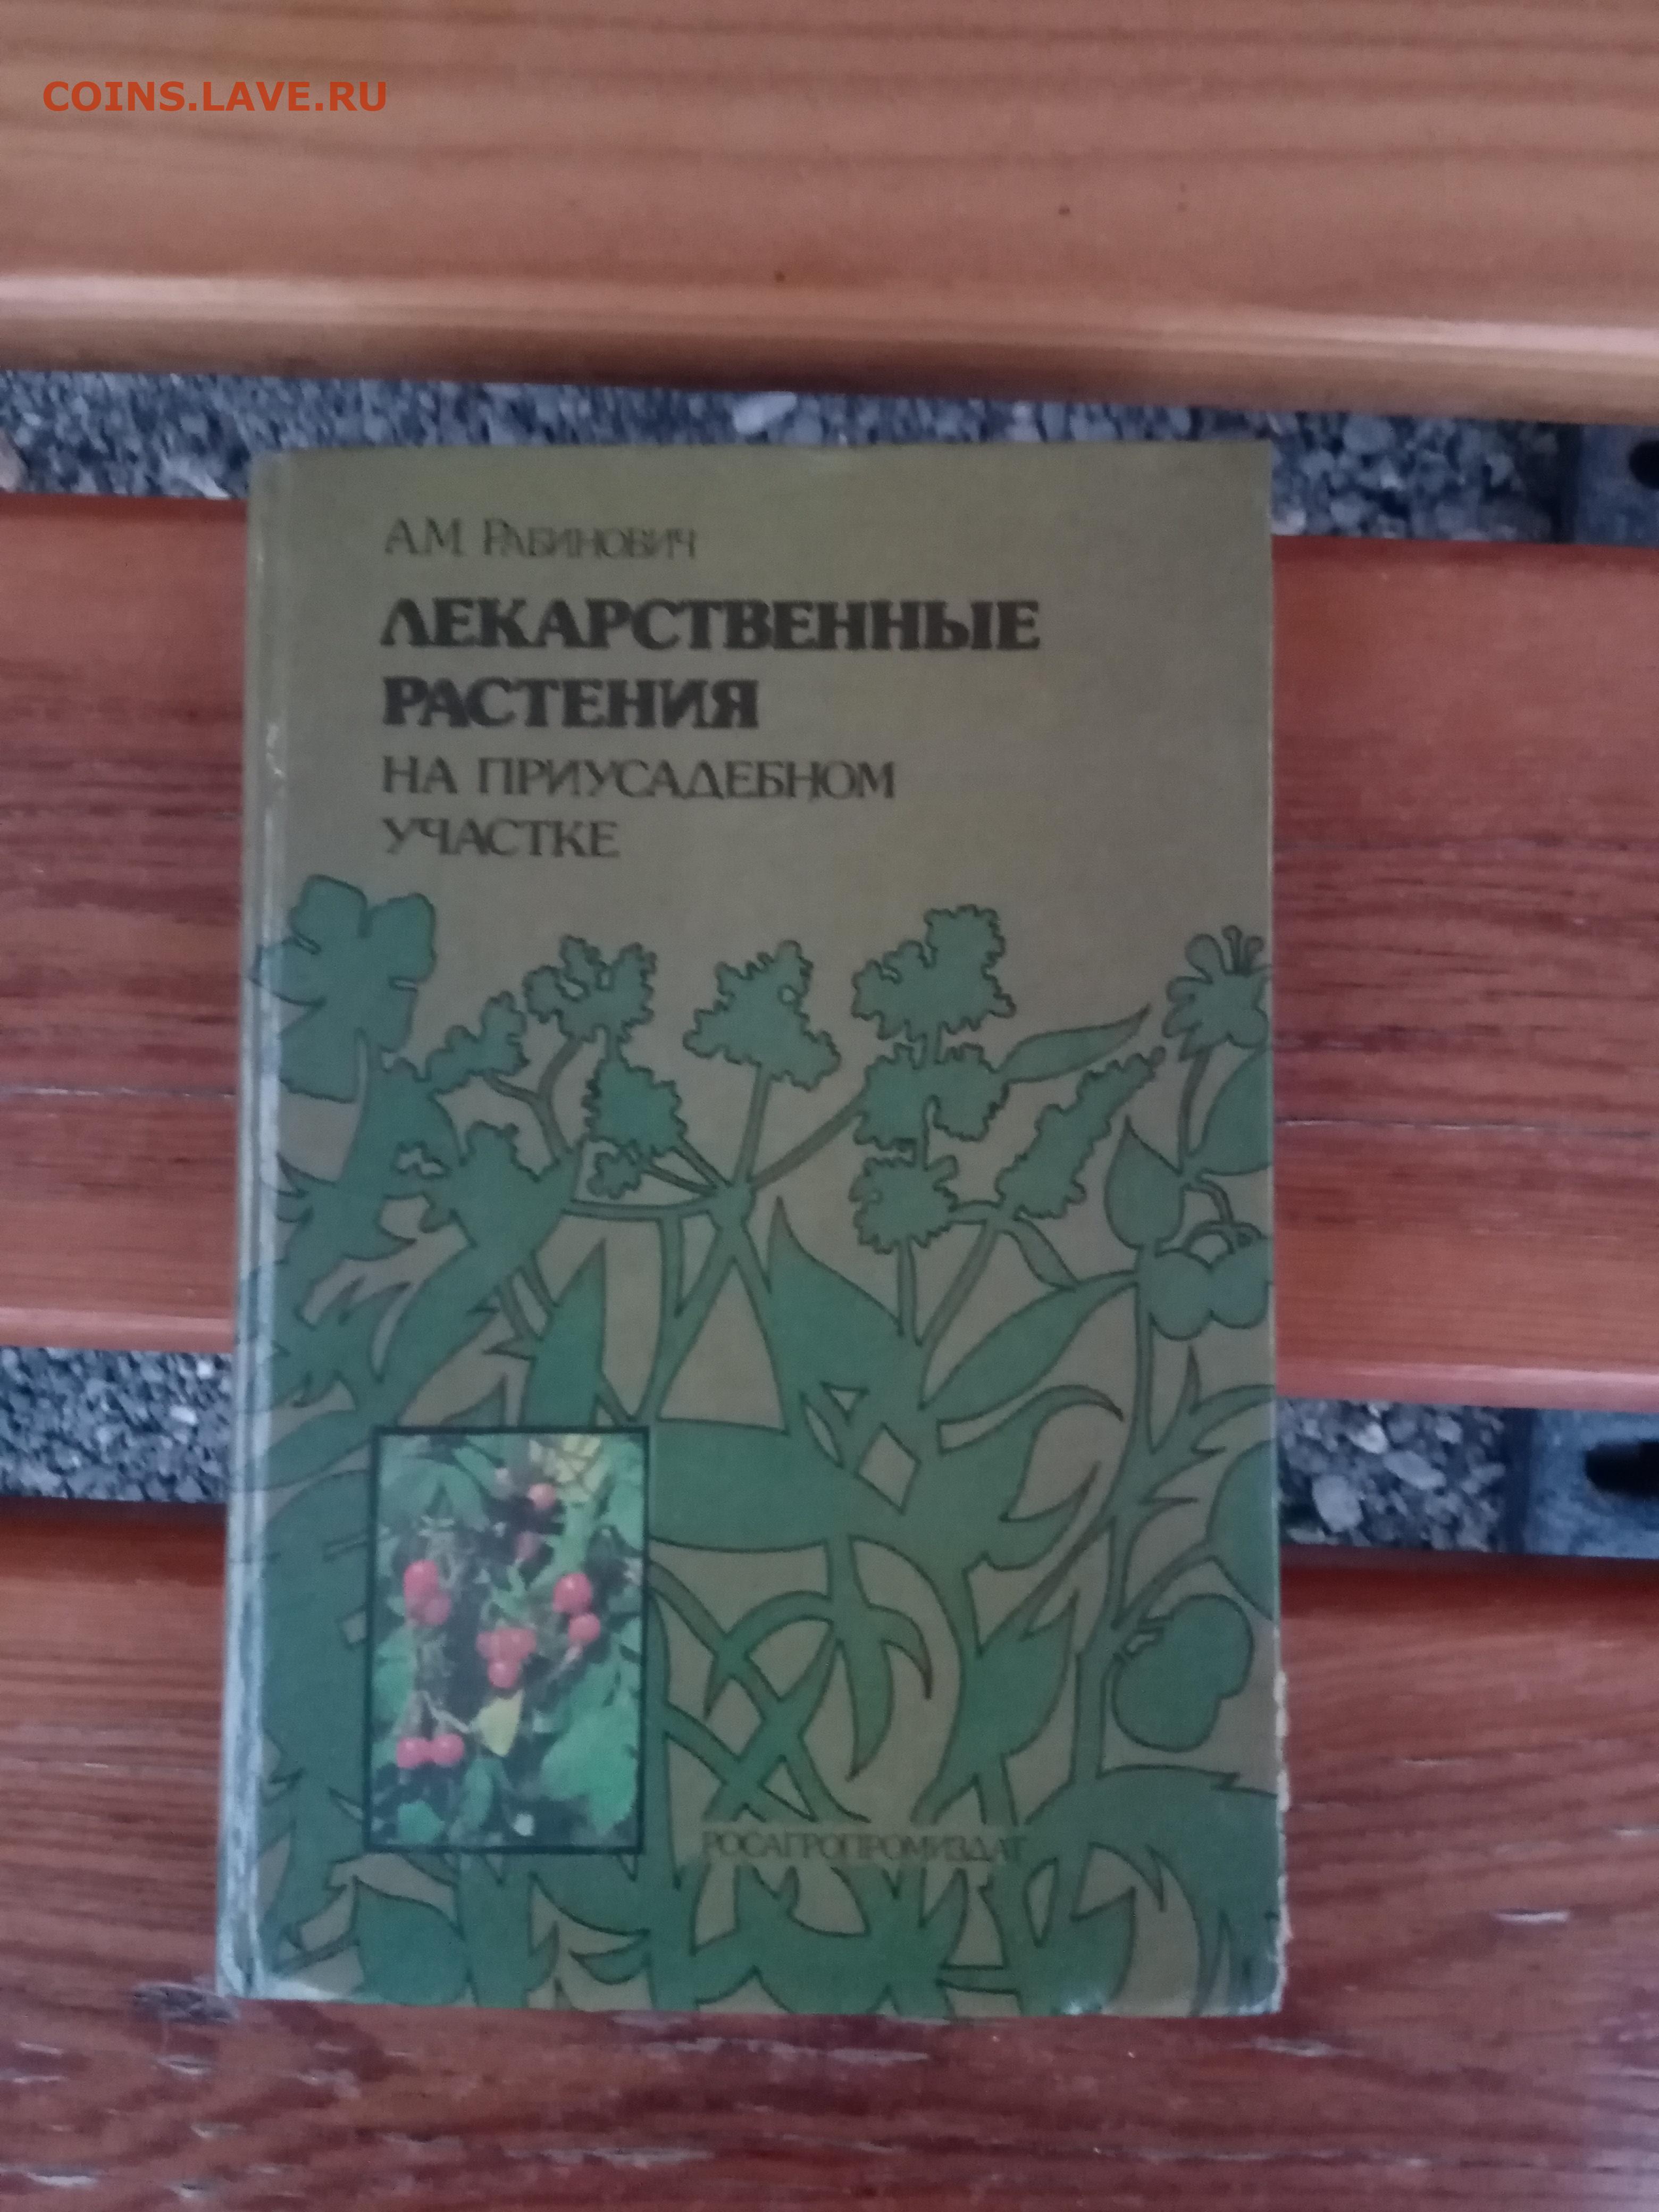 COINS.LAVE.RU
А.М. РАБИНОВИЧ
ЛЕКАРСТВЕННЫЕ
РАСТЕНИЯ
НА ПРИУСАДЕБНОМ
УЧАСТКЕ
РОСАГРОПРОМИЗДАТ